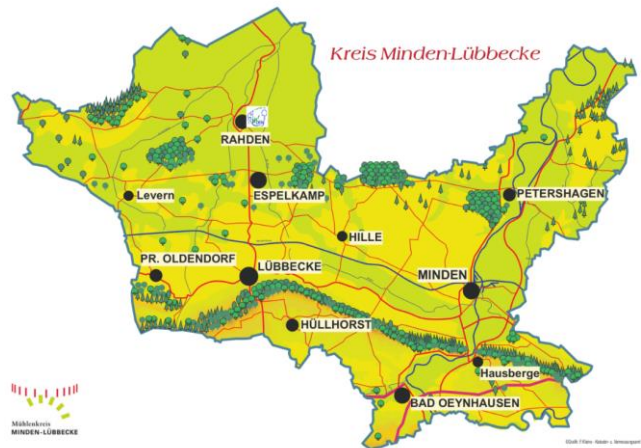 Kreis Minden-Lübbecke
RAHDEN
Levern
ESPELKAMP
PETERSHAGEN
HILLE
PR. OLDENDORF
LÜBBECKE
MINDEN
HÜLLHORST
Hausberge
BAD OEYNHAUSEN
Mühlenkreis
MINDEN-LÜBBECKE